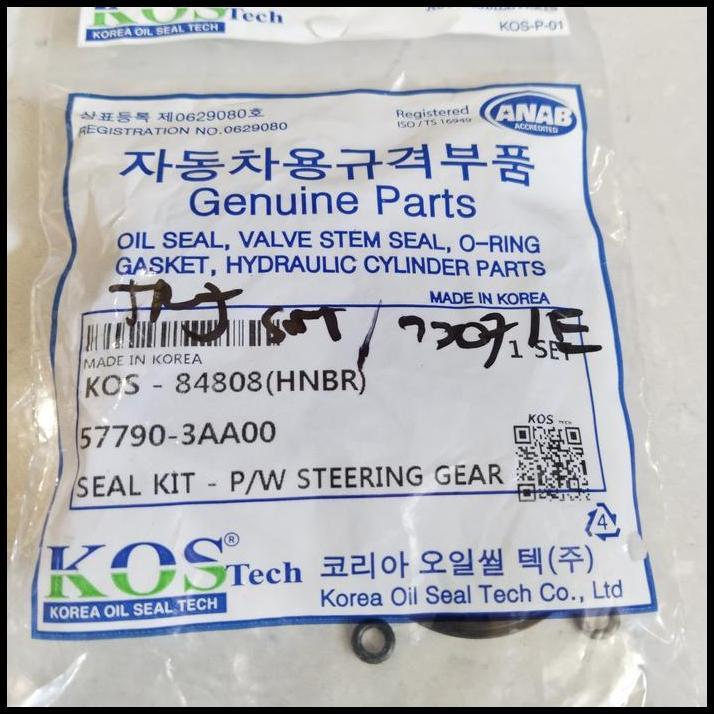 KOS Tech
KOREA OIL SEAL TECH
KOS-P-01
상표등록 제0629080호
REGISTRATION NO.0629080
Registered
ISO/TS 16949
ANAB
ACCREDITED
자동차용규격부품
Genuine Parts
OIL SEAL, VALVE STEM SEAL, O-RING
GASKET, HYDRAULIC CYLINDER PARTS
MADE IN KOREA
MADE IN KOREA
1 SET
KOS - 84808(HNBR)
57790-3AA00
KOS
SEAL KIT - P/W STEERING GEAR
4
KOS® Tech
KOREA OIL SEAL TECH
코리아 오일씰 텍(주)
Korea Oil Seal Tech Co., Ltd